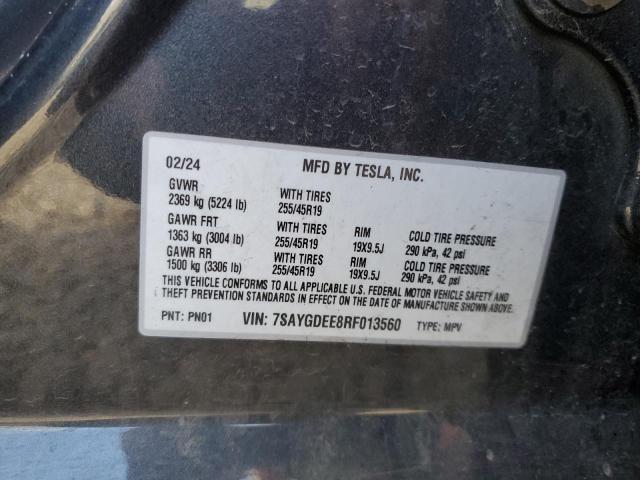 02/24 MFD BY TESLA, INC.
GVWR WITH TIRES
2369 kg (5224 lb) 255/45R19
GAWR FRT WITH TIRES RIM COLD TIRE PRESSURE
1363 kg (3004 lb) 255/45R19 19X9.5J 290 kPa, 42 psi
GAWR RR WITH TIRES RIM COLD TIRE PRESSURE
1500 kg (3306 lb) 255/45R19 19X9.5J 290 kPa, 42 psi
THIS VEHICLE CONFORMS TO ALL APPLICABLE U.S. FEDERAL MOTOR VEHICLE SAFETY AND
THEFT PREVENTION STANDARDS IN EFFECT ON THE DATE OF MANUFACTURE SHOWN ABOVE.
PNT: PN01 VIN: 7SAYGDEE8RF013560 TYPE: MPV